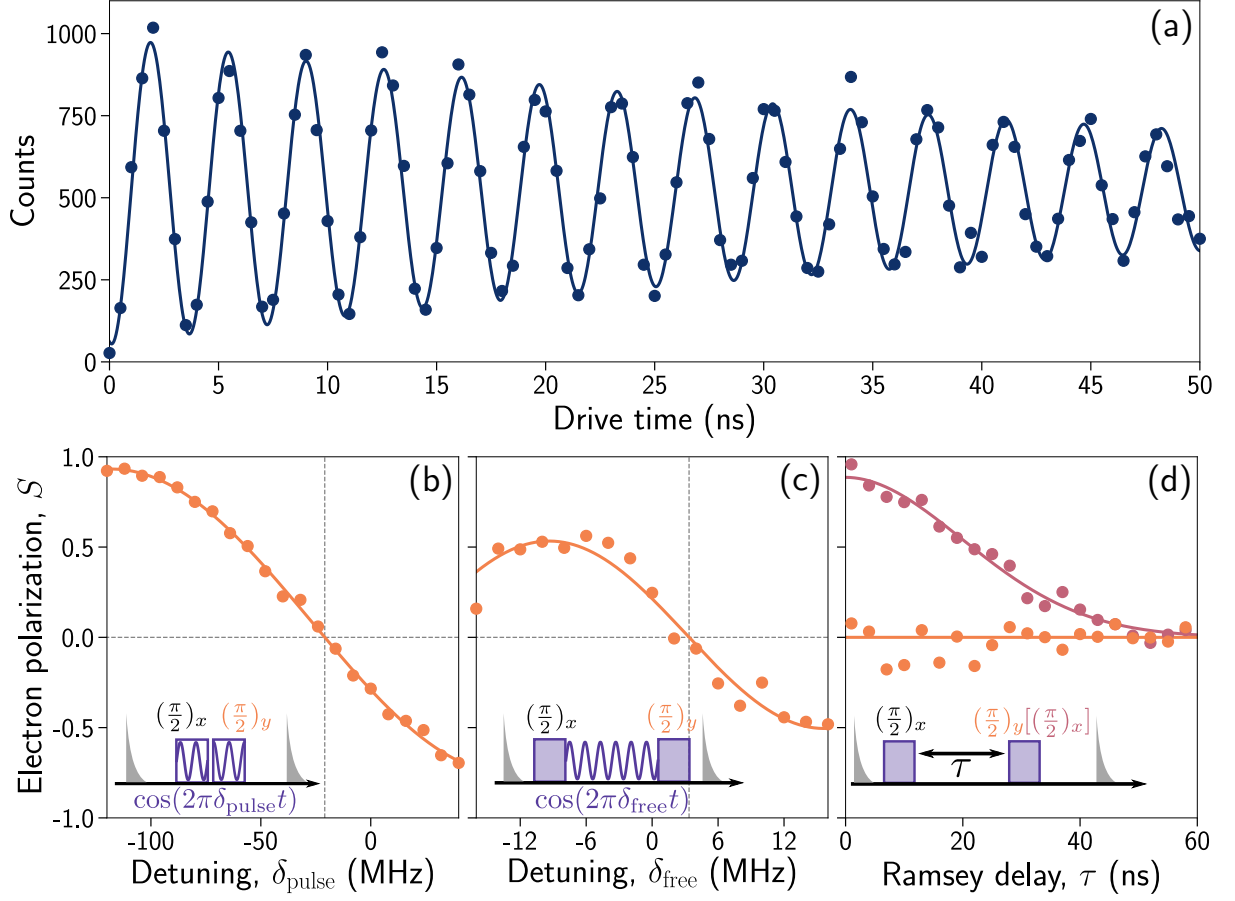 (a)
Counts
1000
750
500
250
0
0 5 10 15 20 25 30 35 40 45 50
Drive time (ns)
Electron polarization, S
1.0
0.5
0.0
-0.5
-1.0
(b)
(π/2)x (π/2)y
cos(2πδpulse t)
-100 -50 0
Detuning, δpulse (MHz)
(c)
(π/2)x (π/2)y
cos(2πδfree t)
-12 -6 0 6 12
Detuning, δfree (MHz)
(d)
(π/2)x (π/2)y[(π/2)x]
τ
0 20 40 60
Ramsey delay, τ (ns)